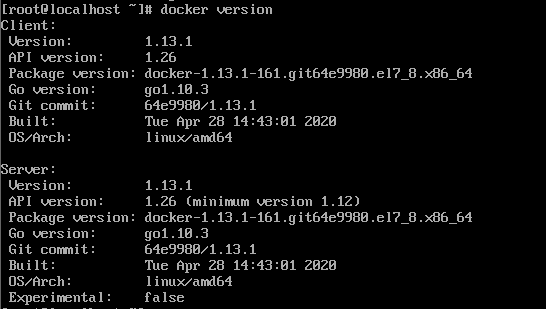 [root@localhost ~]# docker version
Client:
 Version:         1.13.1
 API version:     1.26
 Package version: docker-1.13.1-161.git64e9980.el7_8.x86_64
 Go version:      go1.10.3
 Git commit:      64e9980/1.13.1
 Built:           Tue Apr 28 14:43:01 2020
 OS/Arch:         linux/amd64

Server:
 Version:         1.13.1
 API version:     1.26 (minimum version 1.12)
 Package version: docker-1.13.1-161.git64e9980.el7_8.x86_64
 Go version:      go1.10.3
 Git commit:      64e9980/1.13.1
 Built:           Tue Apr 28 14:43:01 2020
 OS/Arch:         linux/amd64
 Experimental:    false